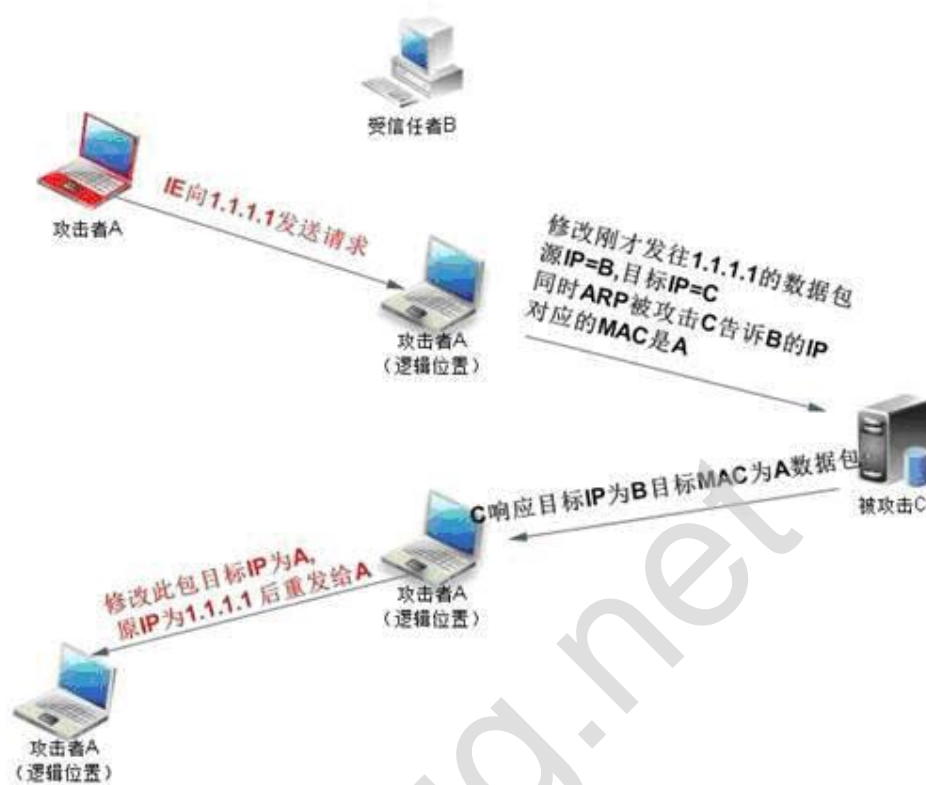 受信任者B
攻击者A
IE向1.1.1.1发送请求
攻击者A
（逻辑位置）
修改刚才发往1.1.1.1的数据包
源IP=B,目标IP=C
同时ARP被攻击C告诉B的IP
对应的MAC是A
被攻击C
C响应目标IP为B目标MAC为A数据包
攻击者A
（逻辑位置）
修改此包目标IP为A,
原IP为1.1.1.1 后重发给A
攻击者A
（逻辑位置）